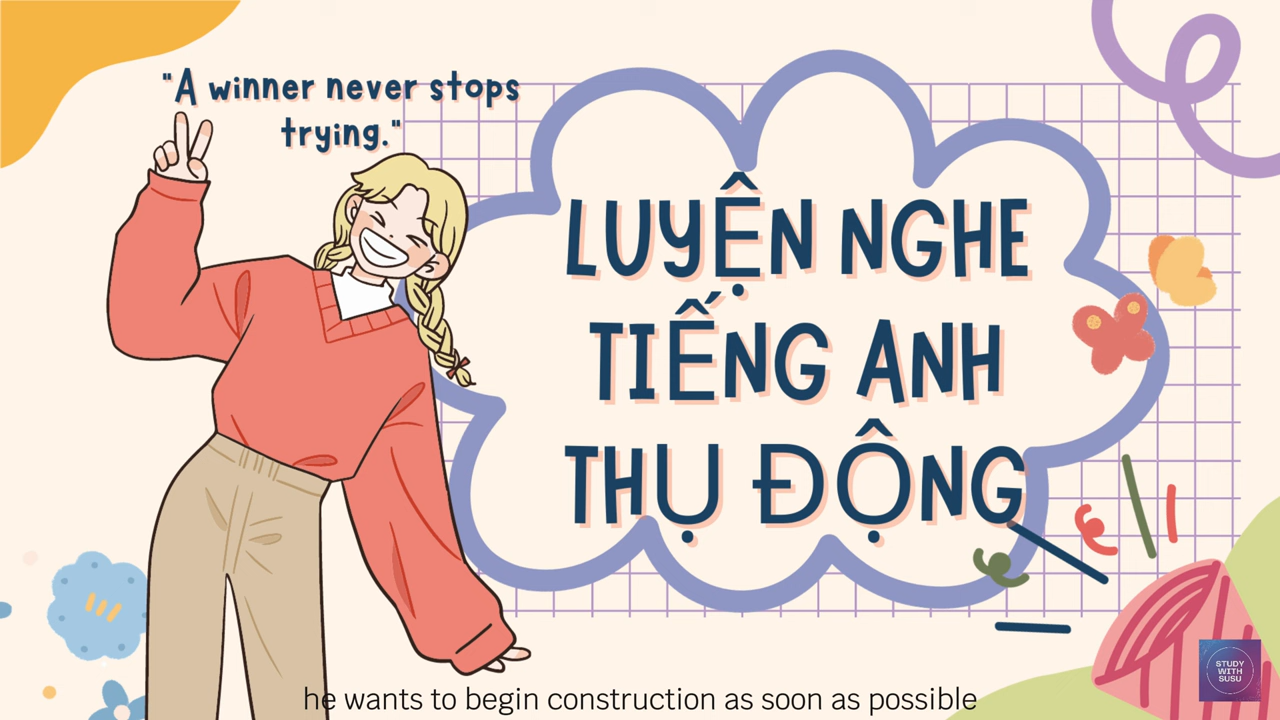 "A winner never stops
trying."
LUYỆN NGHE
TIẾNG ANH
THỤ ĐỘNG
STUDY
WITH
SUSU
he wants to begin construction as soon as possible